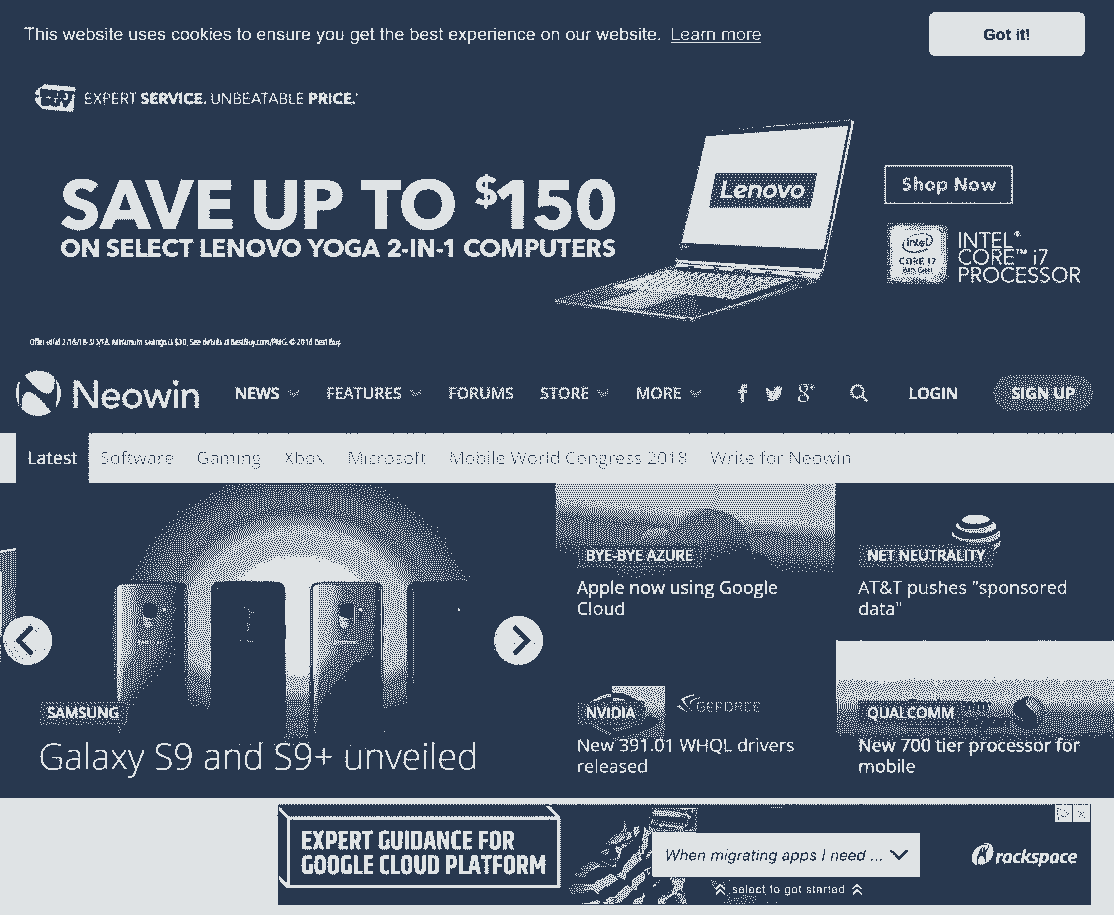 This website uses cookies to ensure you get the best experience on our website. Learn more
Got it!
EXPERT SERVICE. UNBEATABLE PRICE.
SAVE UP TO $150
ON SELECT LENOVO YOGA 2-IN-1 COMPUTERS
Lenovo
Shop Now
intel
CORE i7
INTEL®
CORE™ i7
PROCESSOR
Neowin
NEWS
FEATURES
FORUMS
STORE
MORE
LOGIN
SIGN UP
Latest
Software
Gaming
Xbox
Microsoft
Mobile World Congress 2018
Write for Neowin
SAMSUNG
Galaxy S9 and S9+ unveiled
BYE-BYE AZURE
Apple now using Google
Cloud
NET NEUTRALITY
AT&T pushes "sponsored
data"
NVIDIA
GEFORCE
New 391.01 WHQL drivers
released
QUALCOMM
New 700 tier processor for
mobile
EXPERT GUIDANCE FOR
GOOGLE CLOUD PLATFORM
When migrating apps I need ...
select to got started
rackspace